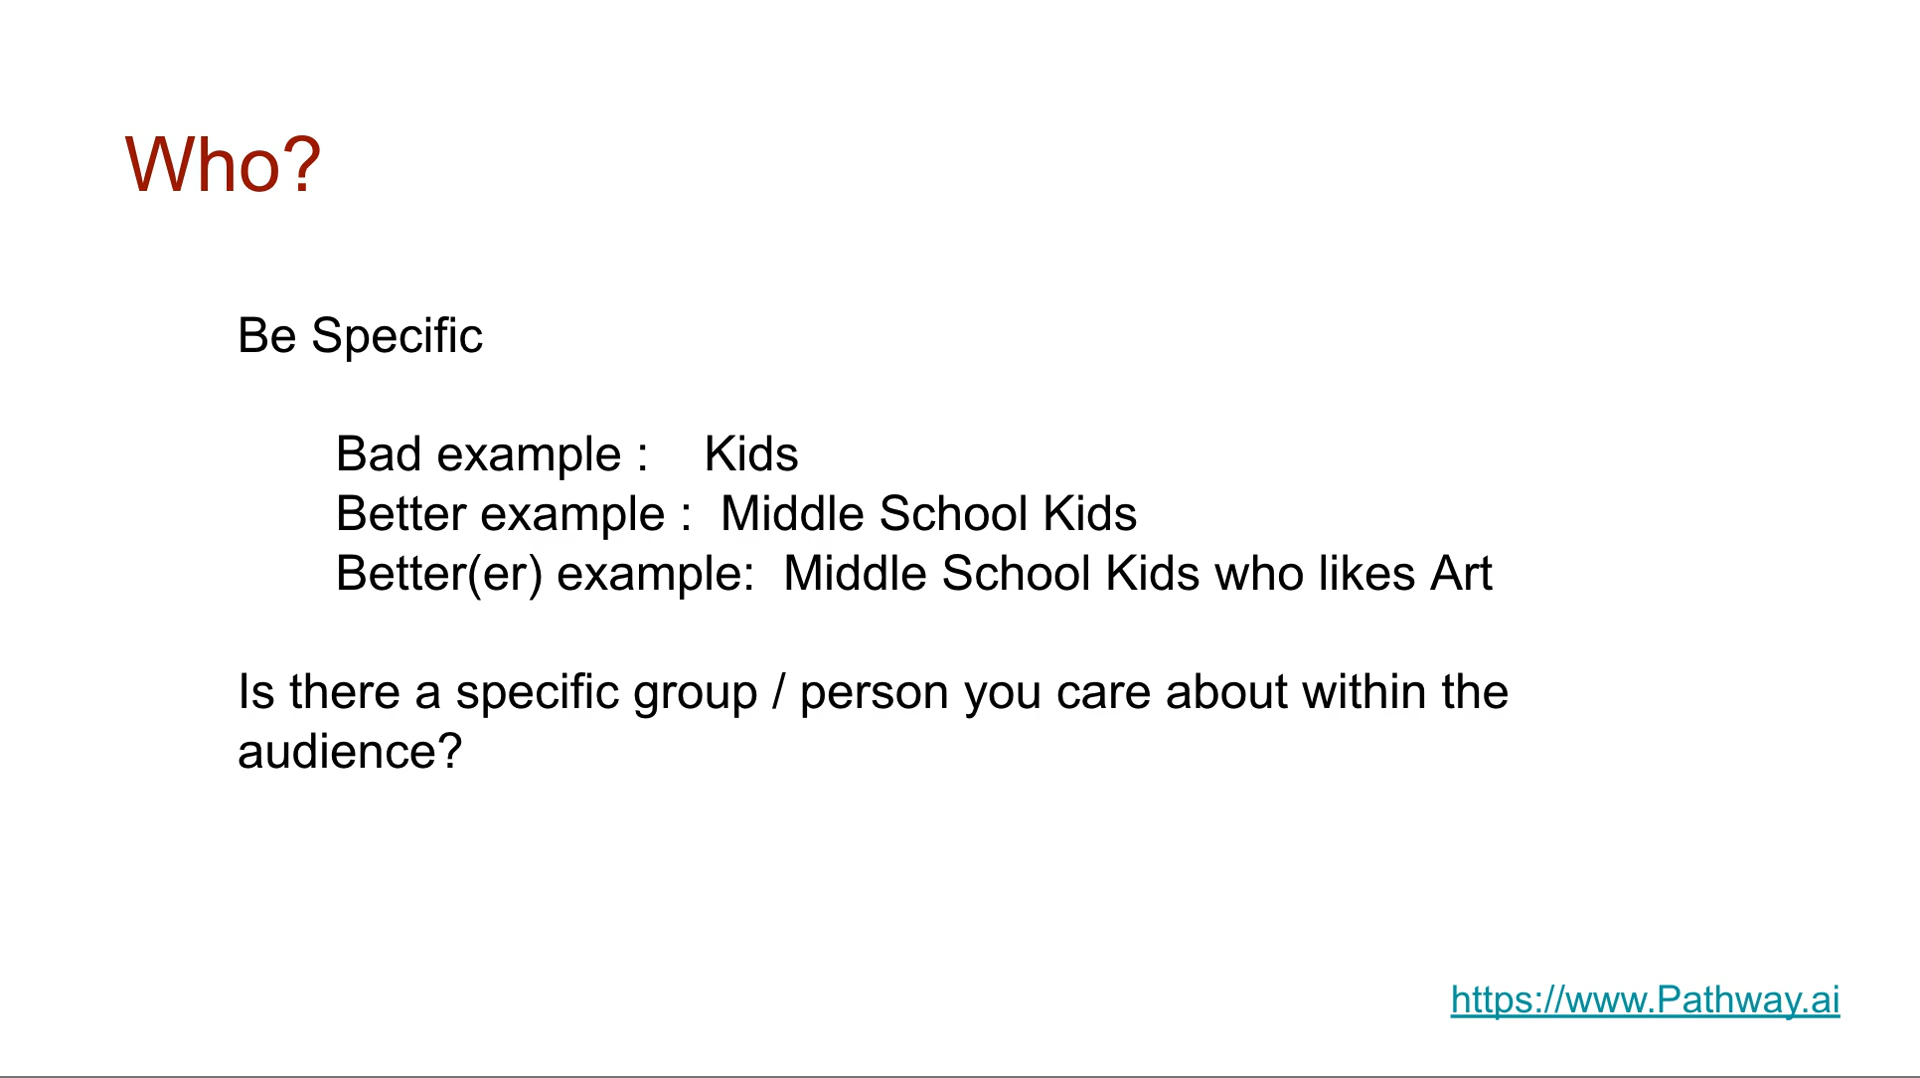 Who?
Be Specific
Bad example : Kids
Better example : Middle School Kids
Better(er) example: Middle School Kids who likes Art
Is there a specific group / person you care about within the
audience?
https://www.Pathway.ai